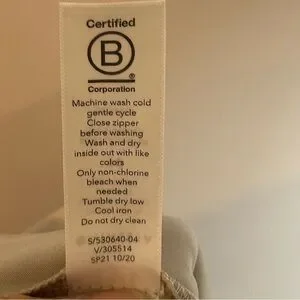 Certified
B
®
Corporation
Machine wash cold
gentle cycle
Close zipper
before washing
Wash and dry
inside out with like
colors
Only non-chlorine
bleach when
needed
Tumble dry low
Cool iron
Do not dry clean
S/530640-04
V/305514
SP21 10/20